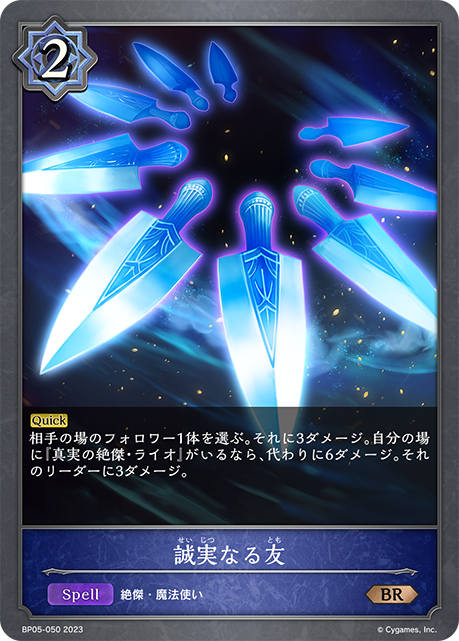 2
Quick
相手の場のフォロワー1体を選ぶ。それに3ダメージ。自分の場
に『真実の絶傑・ライオ』がいるなら、代わりに6ダメージ。それ
のリーダーに3ダメージ。
せい じつ とも
誠実なる友
Spell 絶傑・魔法使い BR
BP05-050 2023 © Cygames, Inc.